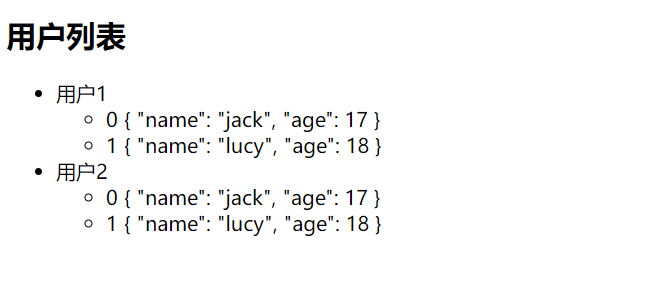 用户列表
用户1
0 { "name": "jack", "age": 17 }
1 { "name": "lucy", "age": 18 }
用户2
0 { "name": "jack", "age": 17 }
1 { "name": "lucy", "age": 18 }